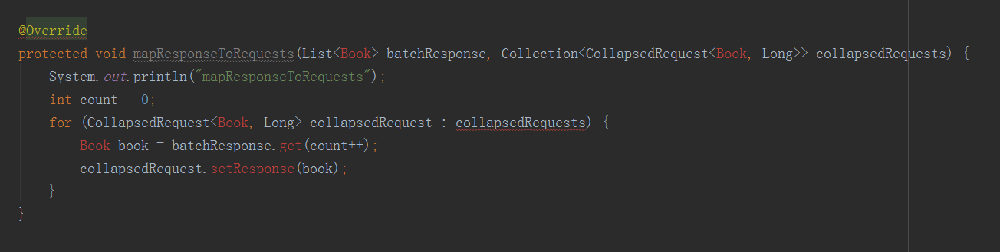 @Override
protected void mapResponseToRequests(List<Book> batchResponse, Collection<CollapsedRequest<Book, Long>> collapsedRequests) {
System.out.println("mapResponseToRequests");
int count = 0;
for (CollapsedRequest<Book, Long> collapsedRequest : collapsedRequests) {
Book book = batchResponse.get(count++);
collapsedRequest.setResponse(book);
}
}